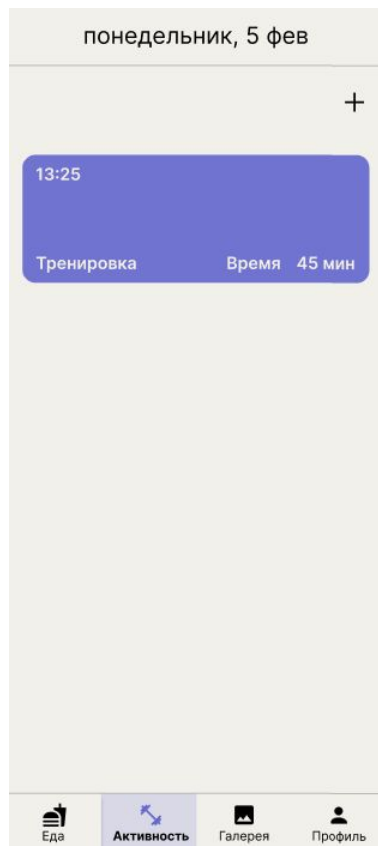 понедельник, 5 фев
+
13:25
Тренировка Время 45 мин
Еда Активность Галерея Профиль